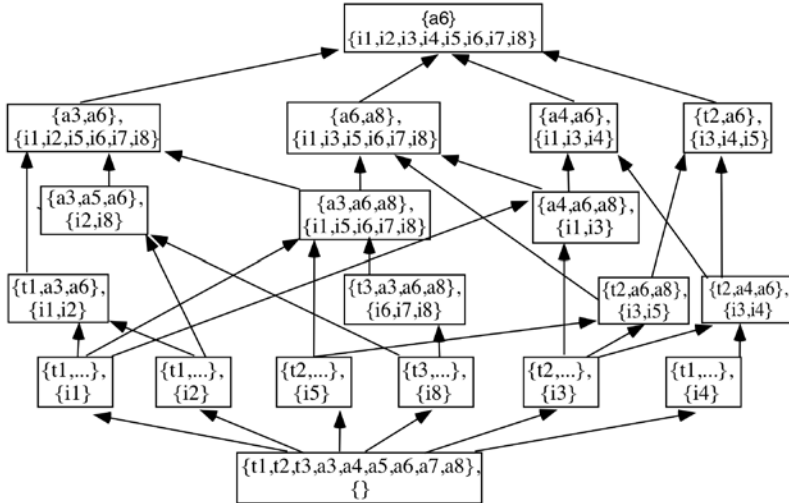 {a6}
{i1,i2,i3,i4,i5,i6,i7,i8}
{a3,a6},
{i1,i2,i5,i6,i7,i8}
{a6,a8},
{i1,i3,i5,i6,i7,i8}
{a4,a6},
{i1,i3,i4}
{t2,a6},
{i3,i4,i5}
{a3,a5,a6},
{i2,i8}
{a3,a6,a8},
{i1,i5,i6,i7,i8}
{a4,a6,a8},
{i1,i3}
{t1,a3,a6},
{i1,i2}
{t3,a3,a6,a8},
{i6,i7,i8}
{t2,a6,a8},
{i3,i5}
{t2,a4,a6},
{i3,i4}
{t1,...},
{i1}
{t1,...},
{i2}
{t2,...},
{i5}
{t3,...},
{i8}
{t2,...},
{i3}
{t1,...},
{i4}
{t1,t2,t3,a3,a4,a5,a6,a7,a8},
{}